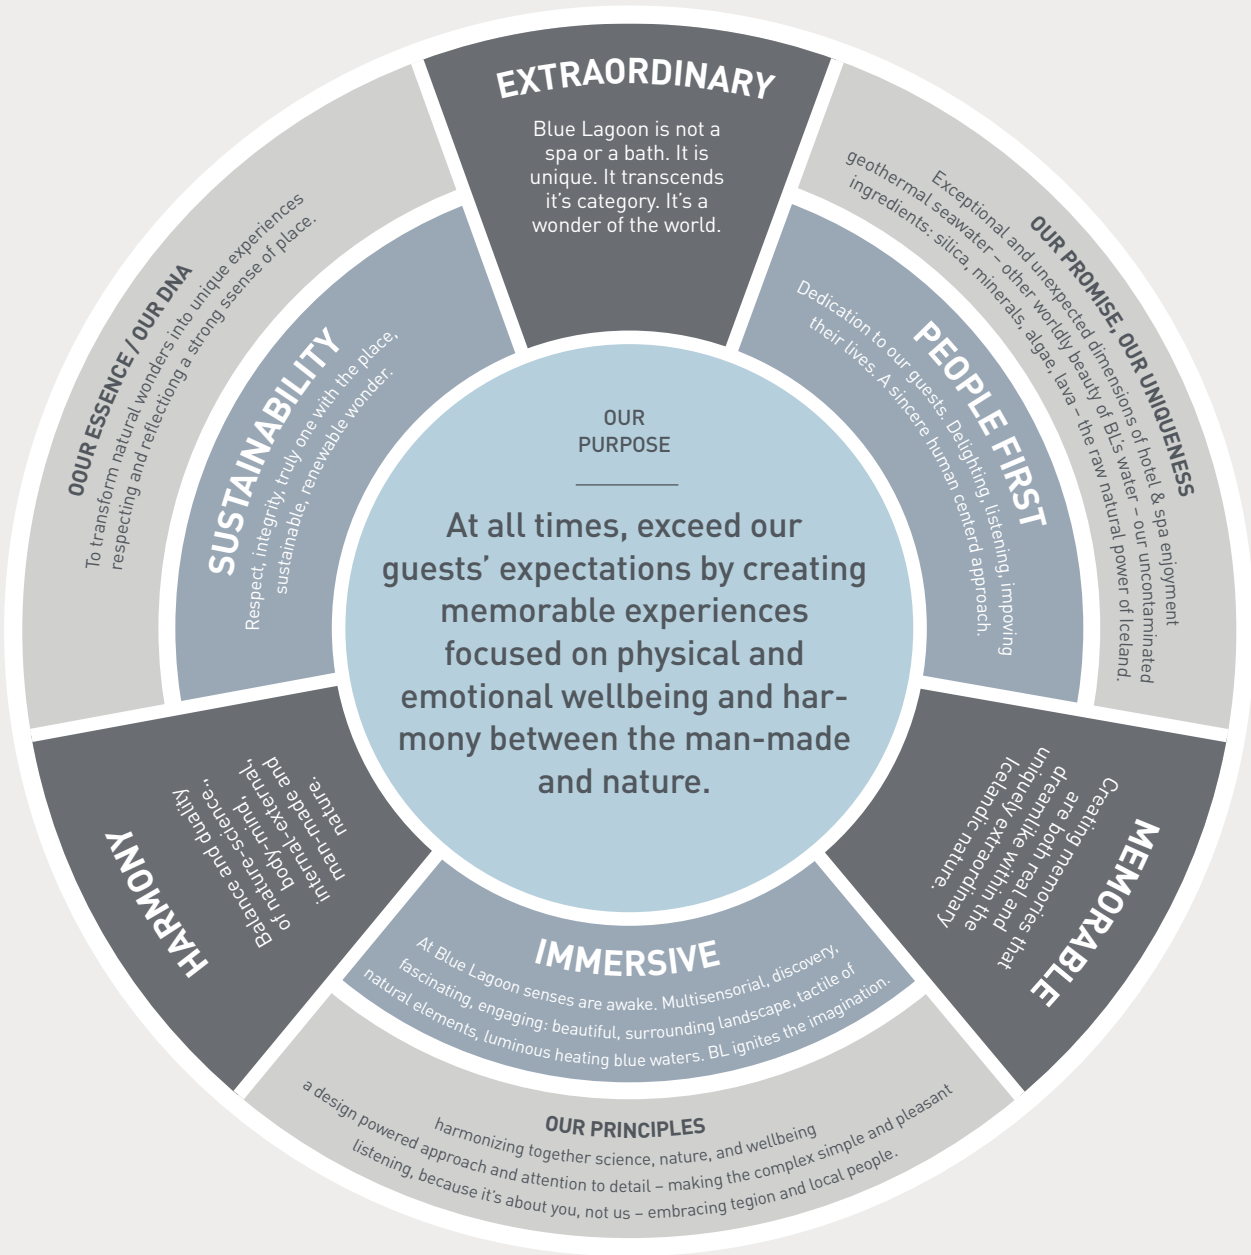 EXTRAORDINARY
Blue Lagoon is not a
spa or a bath. It is
unique. It transcends
it's category. It's a
wonder of the world.
OUR PROMISE, OUR UNIQUENESS
Exceptional and unexpected dimensions of hotel & spa enjoyment
geothermal seawater – other worldly beauty of BL's water – our uncontaminated
ingredients: silica, minerals, algae, lava – the raw natural power of Iceland.
PEOPLE FIRST
Dedication to our guests. Delighting, listening, impoving
their lives. A sincere human centerd approach.
MEMORABLE
Creating memories that
are both real and
dreamlike within the
uniquely extraordinary
Icelandic nature.
IMMERSIVE
At Blue Lagoon senses are awake. Multisensorial, discovery,
fascinating, engaging: beautiful, surrounding landscape, tactile of
natural elements, luminous heating blue waters. BL ignites the imagination.
OUR PRINCIPLES
harmonizing together science, nature, and wellbeing
a design powered approach and attention to detail – making the complex simple and pleasant
listening, because it's about you, not us – embracing tegion and local people.
HARMONY
Balance and duality
of nature-science.,
body-mind,
internal-external,
man-made and
nature.
OOUR ESSENCE / OUR DNA
To transform natural wonders into unique experiences
respecting and reflectiong a strong ssense of place.
SUSTAINABILITY
Respect, integrity, truly one with the place,
sustainable, renewable wonder.
OUR
PURPOSE
At all times, exceed our
guests' expectations by creating
memorable experiences
focused on physical and
emotional wellbeing and har-
mony between the man-made
and nature.